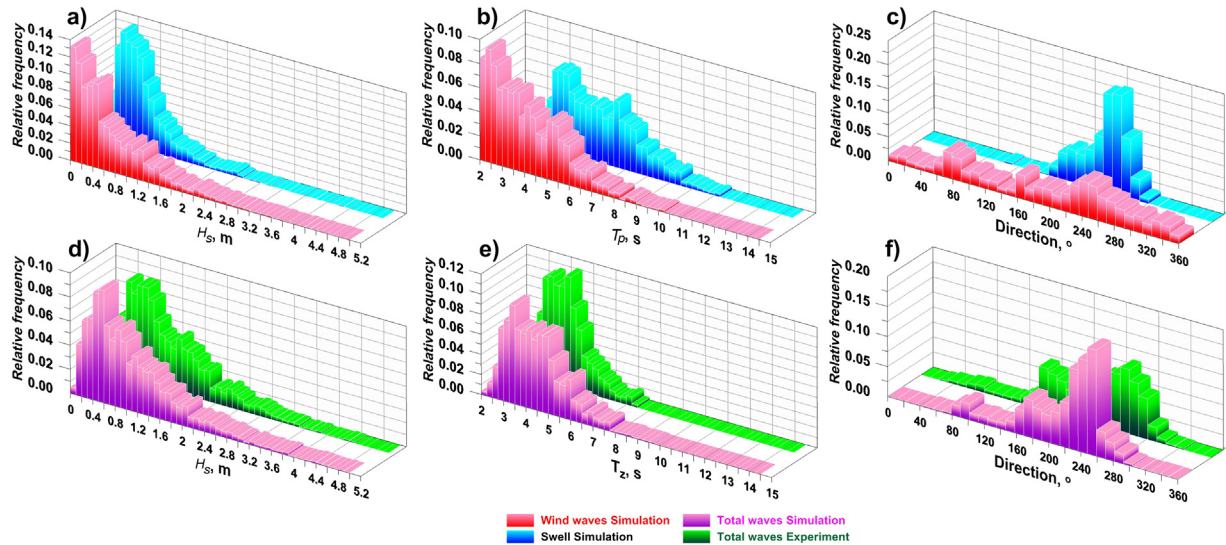 a)
Relative frequency
0.14
0.12
0.10
0.08
0.06
0.04
0.02
0.00
0 0.4 0.8 1.2 1.6 2 2.4 2.8 3.2 3.6 4 4.4 4.8 5.2
Hs, m
b)
Relative frequency
0.10
0.08
0.06
0.04
0.02
0.00
2 3 4 5 6 7 8 9 10 11 12 13 14 15
Tp, s
c)
Relative frequency
0.25
0.20
0.15
0.10
0.05
0.00
0 40 80 120 160 200 240 280 320 360
Direction, º
d)
Relative frequency
0.10
0.08
0.06
0.04
0.02
0.00
0 0.4 0.8 1.2 1.6 2 2.4 2.8 3.2 3.6 4 4.4 4.8 5.2
Hs, m
e)
Relative frequency
0.12
0.10
0.08
0.06
0.04
0.02
0.00
2 3 4 5 6 7 8 9 10 11 12 13 14 15
Tz, s
f)
Relative frequency
0.20
0.15
0.10
0.05
0.00
0 40 80 120 160 200 240 280 320 360
Direction, º
Wind waves Simulation
Total waves Simulation
Swell Simulation
Total waves Experiment